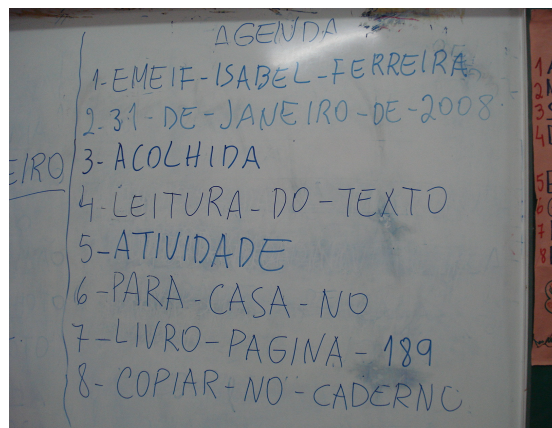 AGENDA
1-EMEIF-ISABEL-FERREIRA
2-31-DE-JANEIRO-DE-2008
3-ACOLHIDA
EIRO
4-LEITURA-DO-TEXTO
5-ATIVIDADE
6-PARA-CASA-NO
7-LIVRO-PAGINA-189
8-COPIAR-NO-CADERNO